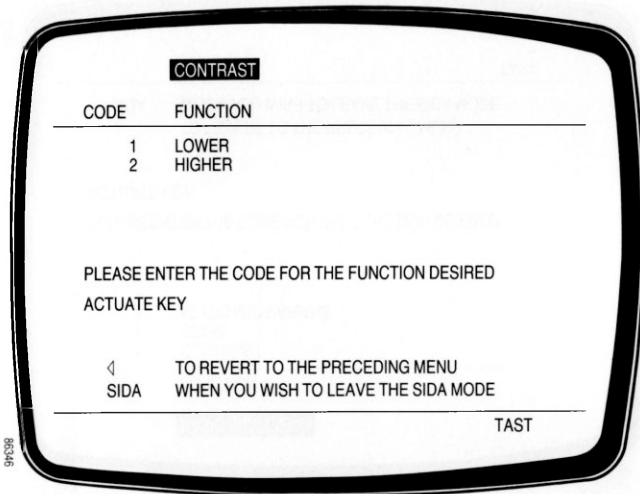 CONTRAST
CODE FUNCTION
1 LOWER
2 HIGHER
PLEASE ENTER THE CODE FOR THE FUNCTION DESIRED
ACTUATE KEY
◁ TO REVERT TO THE PRECEDING MENU
SIDA WHEN YOU WISH TO LEAVE THE SIDA MODE
TAST
86346